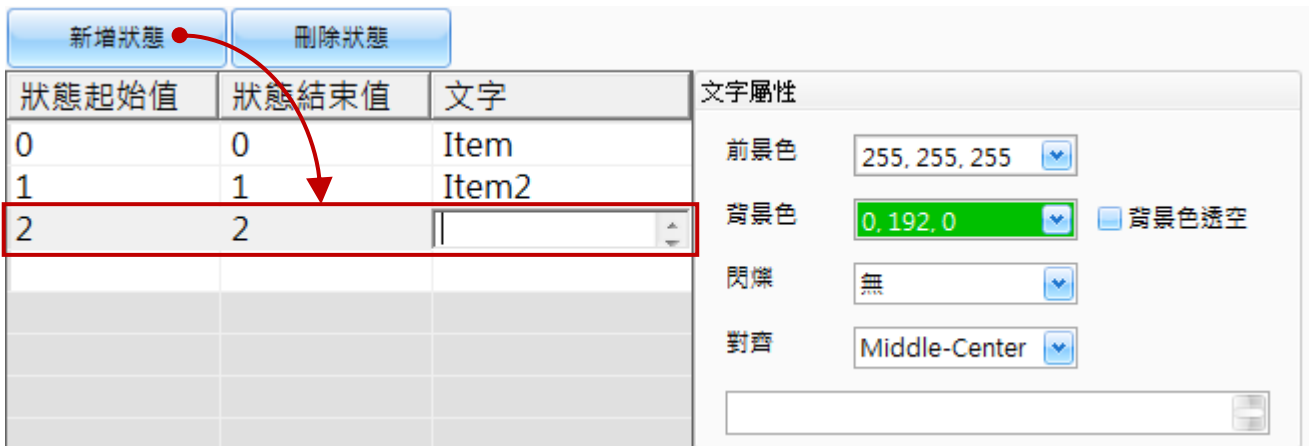 新增狀態 刪除狀態
狀態起始值 狀態結束值 文字
0 0 Item
1 1 Item2
2 2
文字屬性
前景色 255, 255, 255
背景色 0, 192, 0 背景色透空
閃爍 無
對齊 Middle-Center